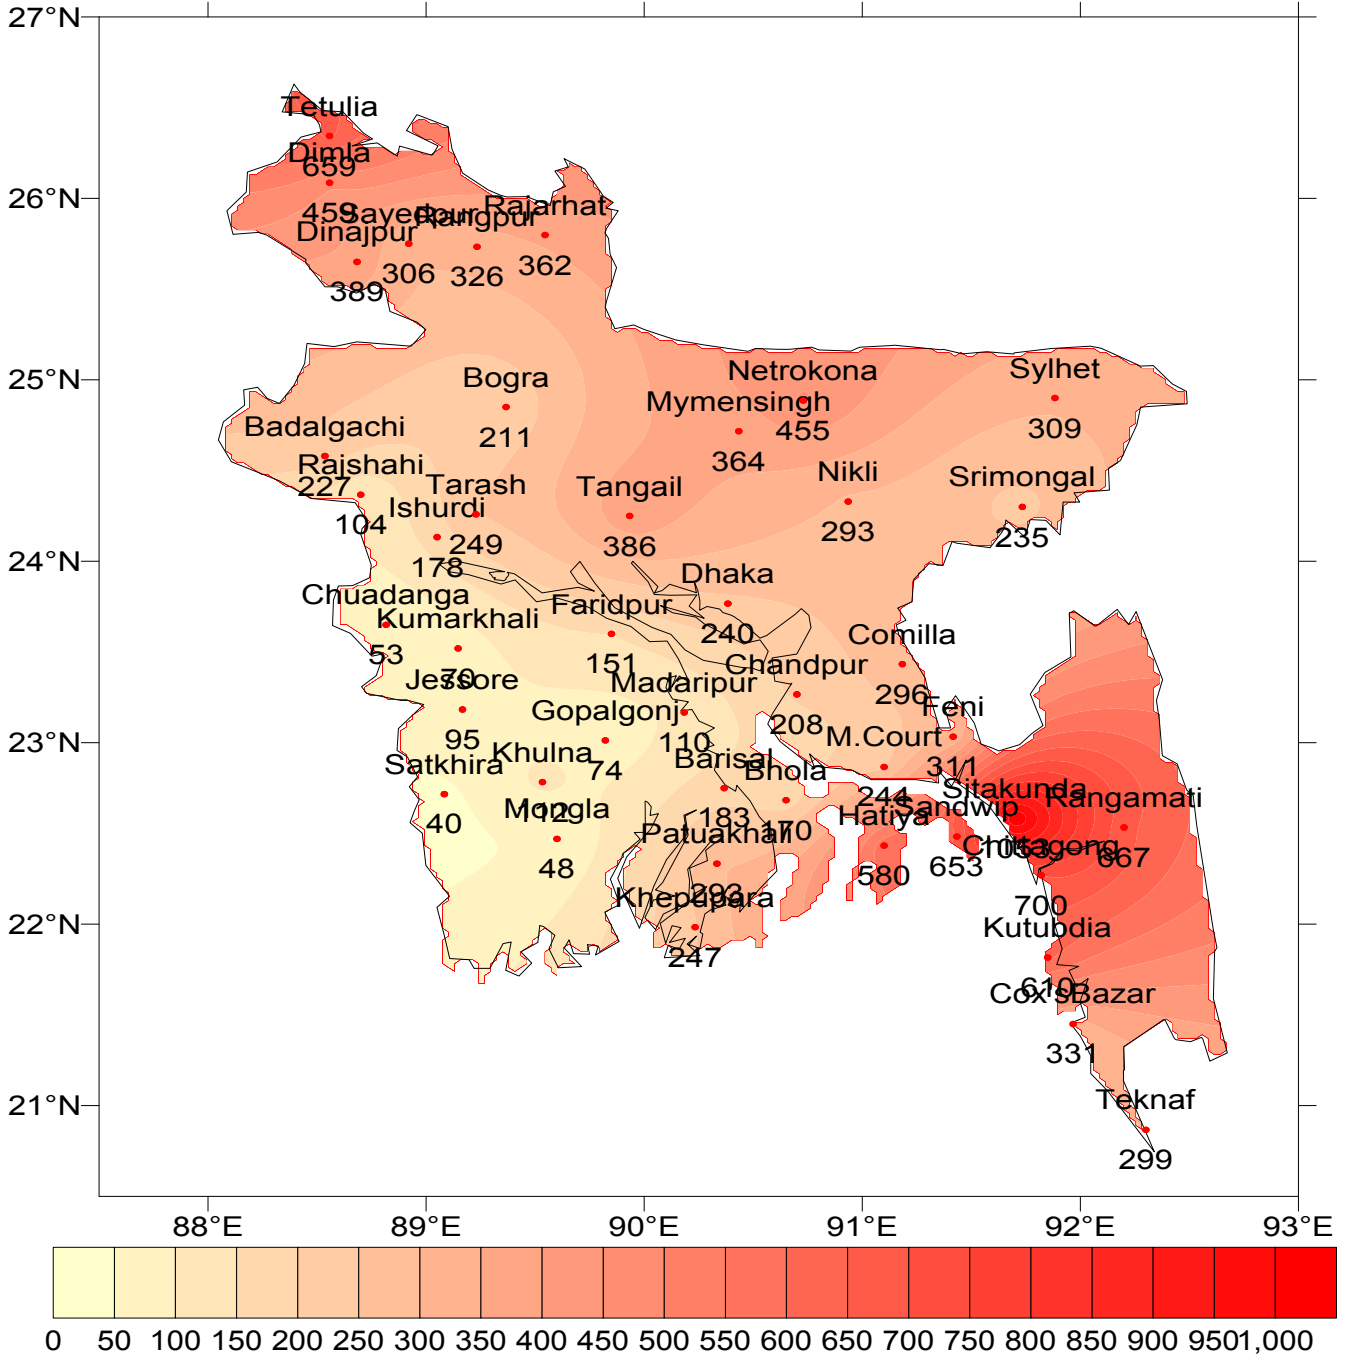 27°N
Tetulia
Dimla
659
26°N
Rajarhat
459
Sayedpur
Rangpur
Dinajpur
362
306
326
389
25°N
Sylhet
Netrokona
Bogra
Mymensingh
Badalgachi
455
309
211
364
Rajshahi
Nikli
Srimongal
Tarash
Tangail
227
Ishurdi
104
293
235
249
386
24°N
178
Dhaka
Chuadanga
Faridpur
Kumarkhali
240
Comilla
53
151
Chandpur
70
Jessore
Madaripur
296
Feni
Gopalgonj
208
23°N
95
110
M.Court
Khulna
Barisal
Satkhira
74
Bhola
311
Sitakunda
244
Rangamati
Mongla
112
Sandwip
Hatiya
183
40
170
Patuakhali
1053
Chittagong
667
48
653
580
293
Khepupara
700
22°N
Kutubdia
247
610
Cox'sBazar
331
21°N
Teknaf
299
88°E 89°E 90°E 91°E 92°E 93°E
0 50 100 150 200 250 300 350 400 450 500 550 600 650 700 750 800 850 900 950 1,000